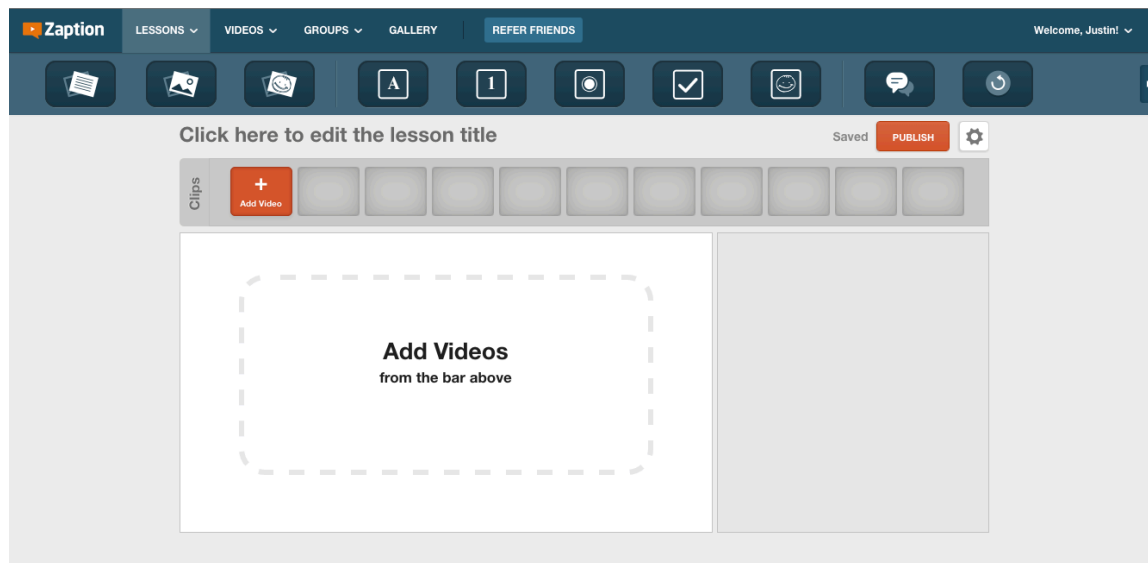 Zaption LESSONS VIDEOS GROUPS GALLERY REFER FRIENDS Welcome, Justin!
A 1
Click here to edit the lesson title Saved PUBLISH
Clips
+
Add Video
Add Videos
from the bar above